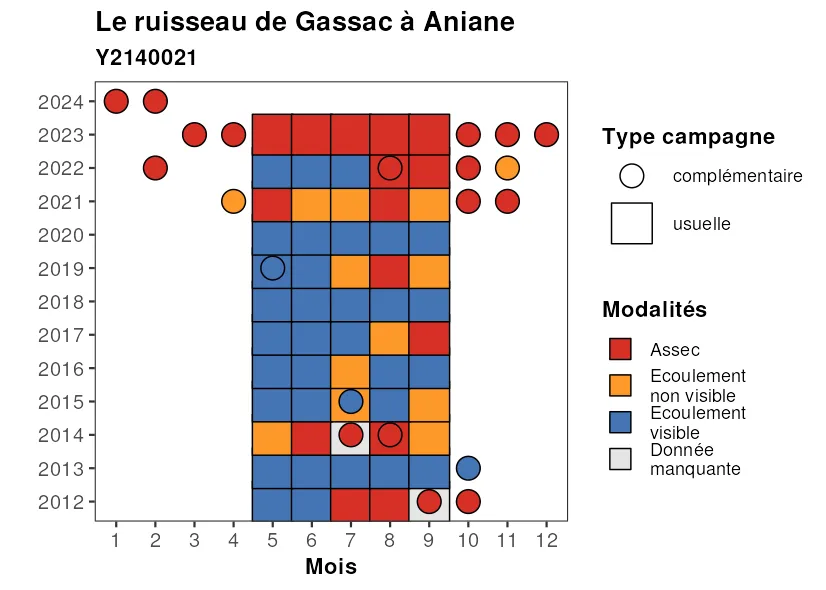 Le ruisseau de Gassac à Aniane
Y2140021
2024
2023
2022
2021
2020
2019
2018
2017
2016
2015
2014
2013
2012
1 2 3 4 5 6 7 8 9 10 11 12
Mois
Type campagne
complémentaire
usuelle
Modalités
Assec
Ecoulement
non visible
Ecoulement
visible
Donnée
manquante